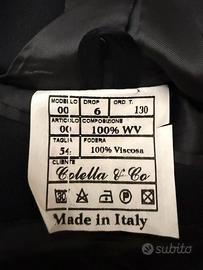 MODELLO DROP ORD. T.
00 6 130
ARTICOLO COMPOSIZIONE
00 100% WV
TAGLIA FODERA
54 100% Viscosa
CLIENTE
Colella & Co
Made in Italy
subito